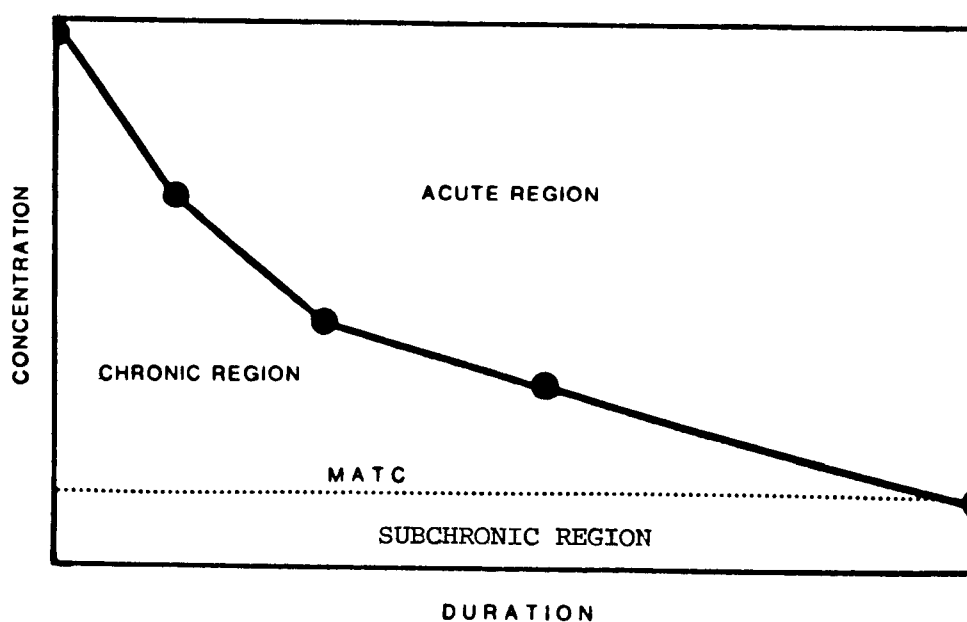 ACUTE REGION
CONCENTRATION
CHRONIC REGION
MATC
SUBCHRONIC REGION
DURATION